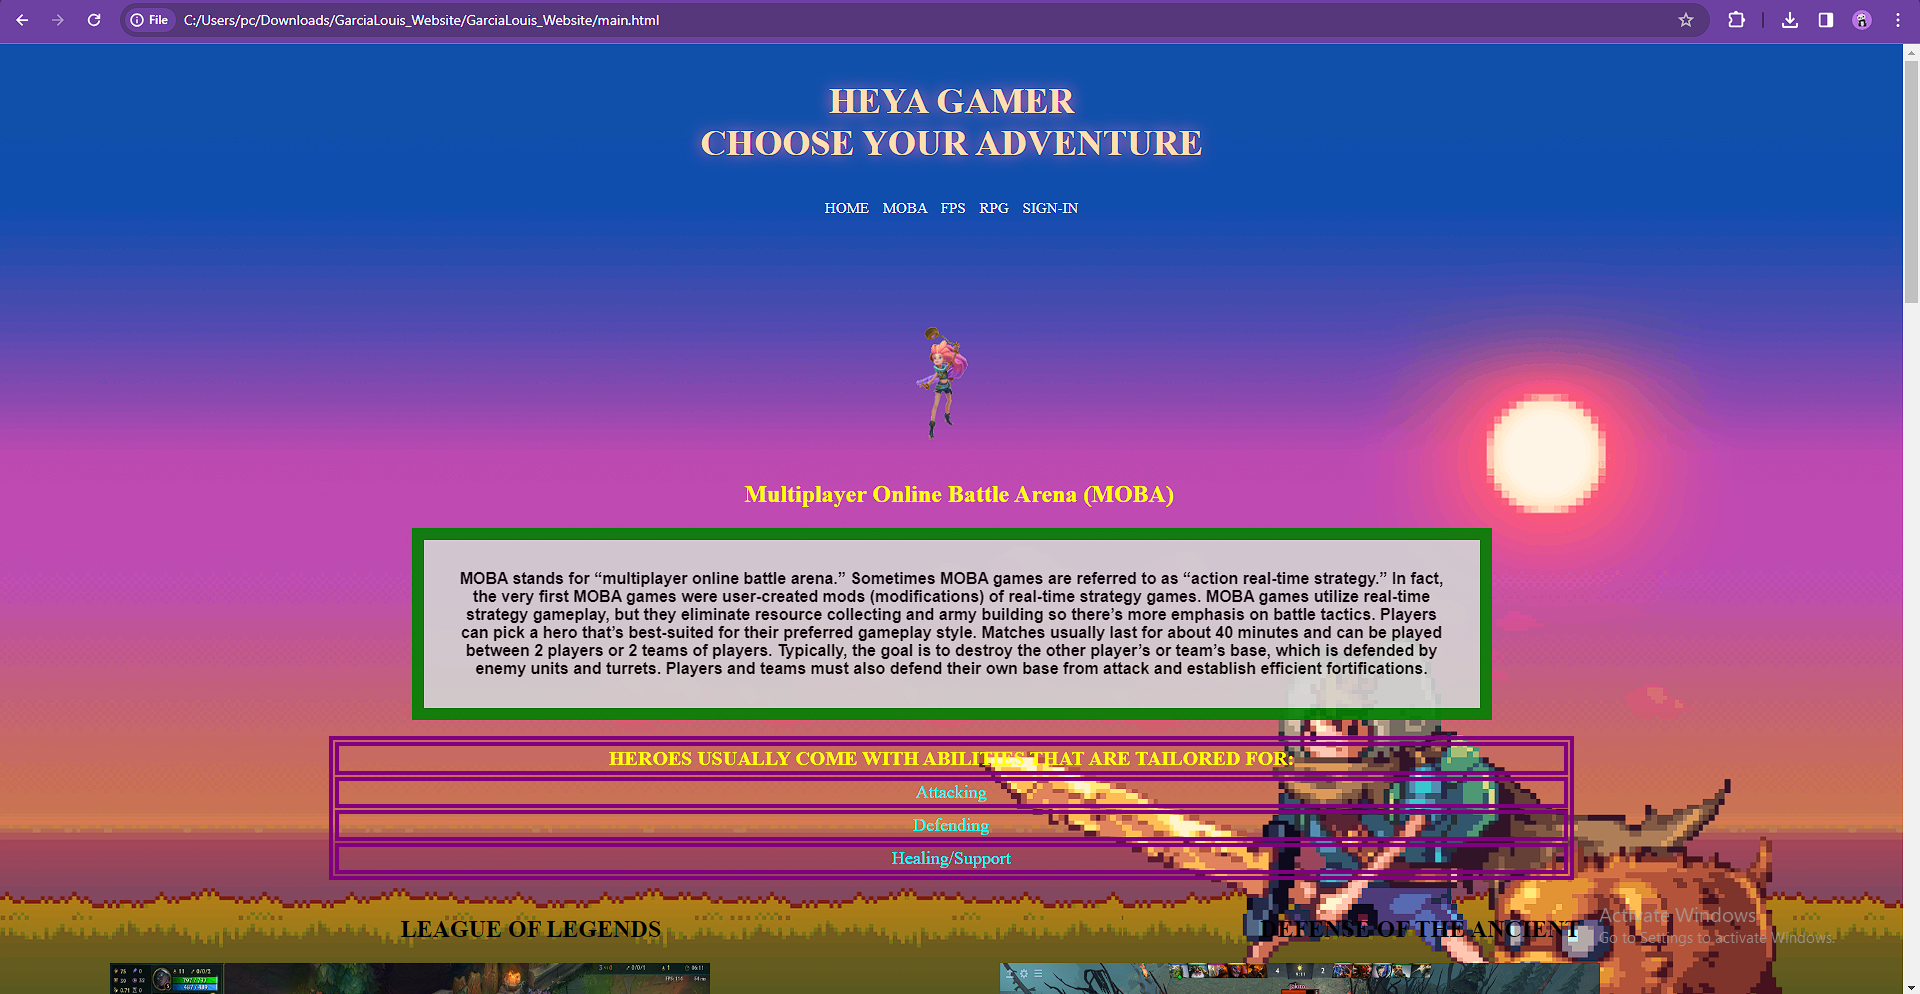 File C:/Users/pc/Downloads/GarciaLouis_Website/GarciaLouis_Website/main.html
HEYA GAMER
CHOOSE YOUR ADVENTURE
HOME MOBA FPS RPG SIGN-IN
Multiplayer Online Battle Arena (MOBA)
MOBA stands for “multiplayer online battle arena.” Sometimes MOBA games are referred to as “action real-time strategy.” In fact,
the very first MOBA games were user-created mods (modifications) of real-time strategy games. MOBA games utilize real-time
strategy gameplay, but they eliminate resource collecting and army building so there’s more emphasis on battle tactics. Players
can pick a hero that’s best-suited for their preferred gameplay style. Matches usually last for about 40 minutes and can be played
between 2 players or 2 teams of players. Typically, the goal is to destroy the other player’s or team’s base, which is defended by
enemy units and turrets. Players and teams must also defend their own base from attack and establish efficient fortifications.
HEROES USUALLY COME WITH ABILITIES THAT ARE TAILORED FOR:
Attacking
Defending
Healing/Support
LEAGUE OF LEGENDS DEFENSE OF THE ANCIENT
Activate Windows
Go to Settings to activate Windows.